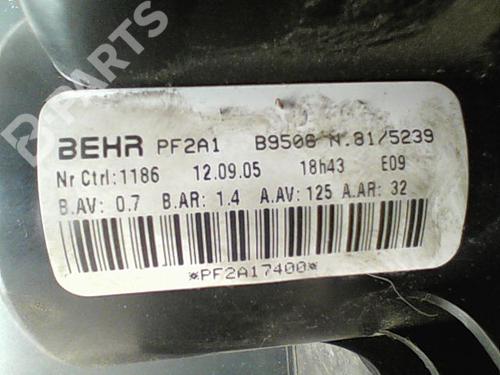 B-PARTS
BEHR PF2A1 B9506 N.81/5239
Nr Ctrl:1186 12.09.05 18h43 E09
B.AV: 0.7 B.AR: 1.4 A.AV: 125 A.AR: 32
*PF2A17400*